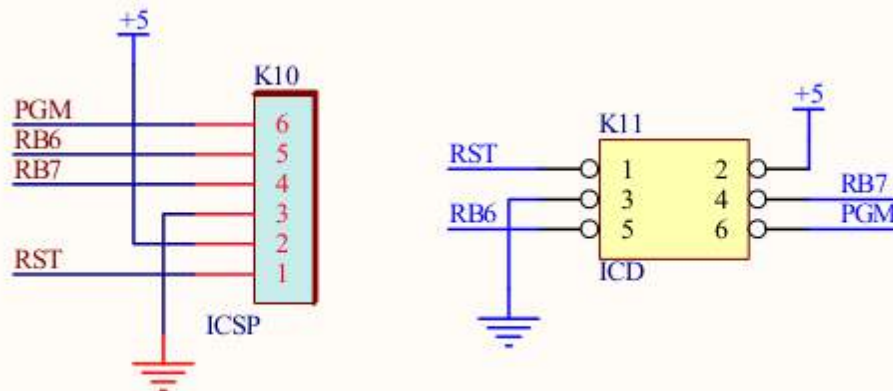 +5
K10
PGM 6
RB6 5
RB7 4
3
2
RST 1
ICSP
+5
K11
RST 1 2
3 4 RB7
RB6 5 6 PGM
ICD